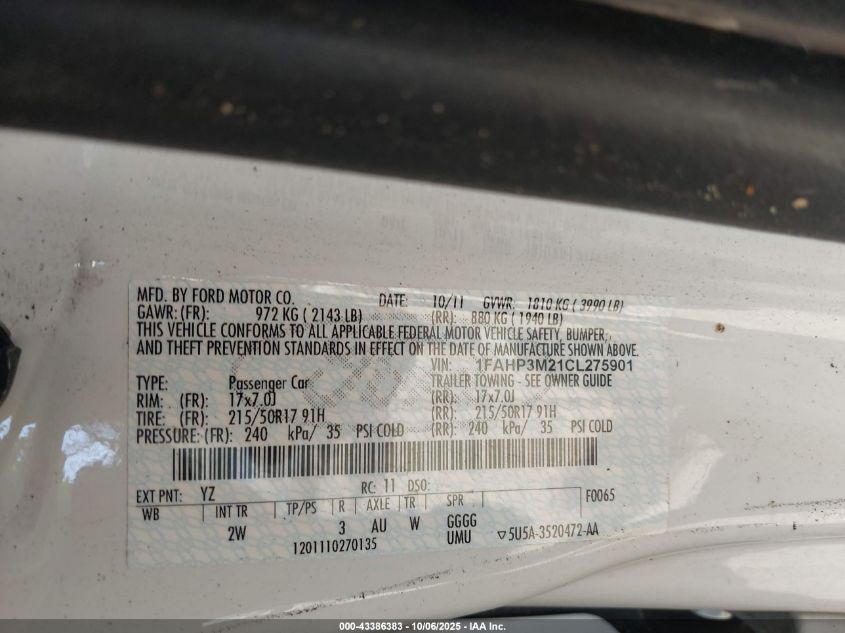 MFD. BY FORD MOTOR CO. DATE: 10/11 GVWR: 1810 KG ( 3990 LB)
GAWR: (FR): 972 KG ( 2143 LB) (RR): 880 KG ( 1940 LB)
THIS VEHICLE CONFORMS TO ALL APPLICABLE FEDERAL MOTOR VEHICLE SAFETY, BUMPER,
AND THEFT PREVENTION STANDARDS IN EFFECT ON THE DATE OF MANUFACTURE SHOWN ABOVE.
VIN: 1FAHP3M21CL275901
TYPE: Passenger Car TRAILER TOWING - SEE OWNER GUIDE
RIM: (FR): 17x7.0J (RR): 17x7.0J
TIRE: (FR): 215/50R17 91H (RR): 215/50R17 91H
PRESSURE: (FR): 240 kPa/ 35 PSI COLD (RR): 240 kPa/ 35 PSI COLD
EXT PNT: YZ RC: 11 DSO: F0065
WB INT TR TP/PS R AXLE TR SPR
2W 3 AU W GGGG
UMU ▽5U5A-3520472-AA
1201110270135
000-43386383 - 10/06/2025 - IAA Inc.